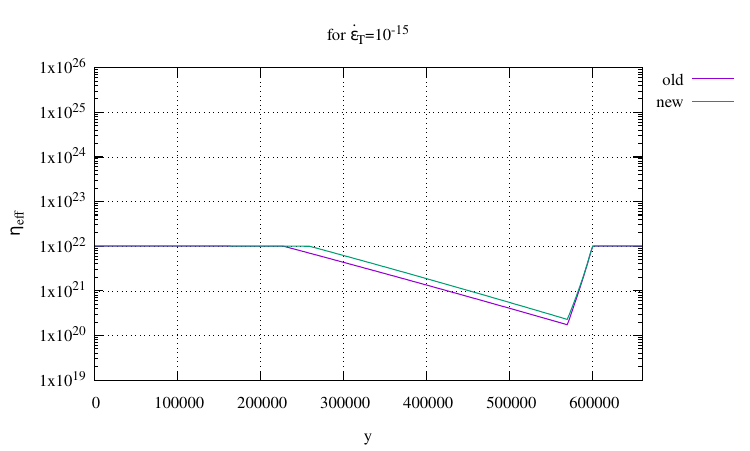 for ε̇_T=10^-15
old
new
1x10^26
1x10^25
1x10^24
1x10^23
1x10^22
1x10^21
1x10^20
1x10^19
η_eff
0 100000 200000 300000 400000 500000 600000
y